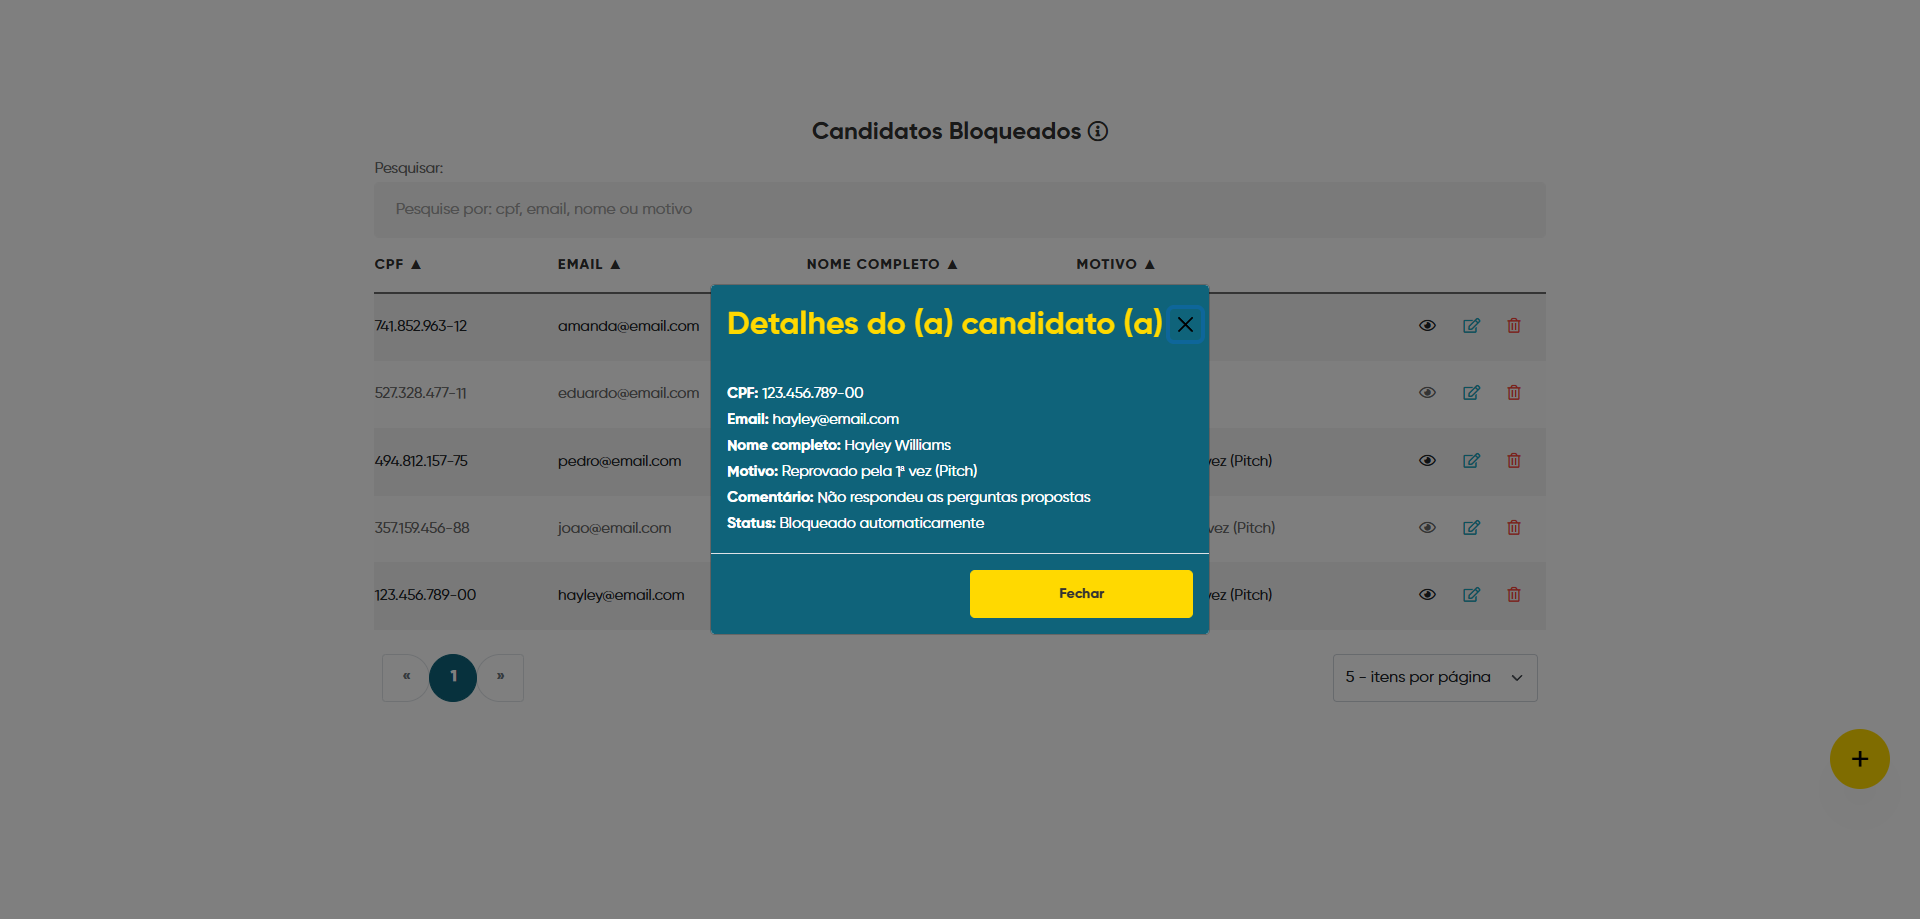 Candidatos Bloqueados
Pesquisar:
Pesquise por: cpf, email, nome ou motivo
CPF ▲ EMAIL ▲ NOME COMPLETO ▲ MOTIVO ▲
741.852.963-12 amanda@email.com
527.328.477-11 eduardo@email.com
494.812.157-75 pedro@email.com vez (Pitch)
357.159.456-88 joao@email.com vez (Pitch)
123.456.789-00 hayley@email.com vez (Pitch)
Detalhes do (a) candidato (a)
CPF: 123.456.789-00
Email: hayley@email.com
Nome completo: Hayley Williams
Motivo: Reprovado pela 1ª vez (Pitch)
Comentário: Não respondeu as perguntas propostas
Status: Bloqueado automaticamente
Fechar
« 1 »
5 - itens por página
+